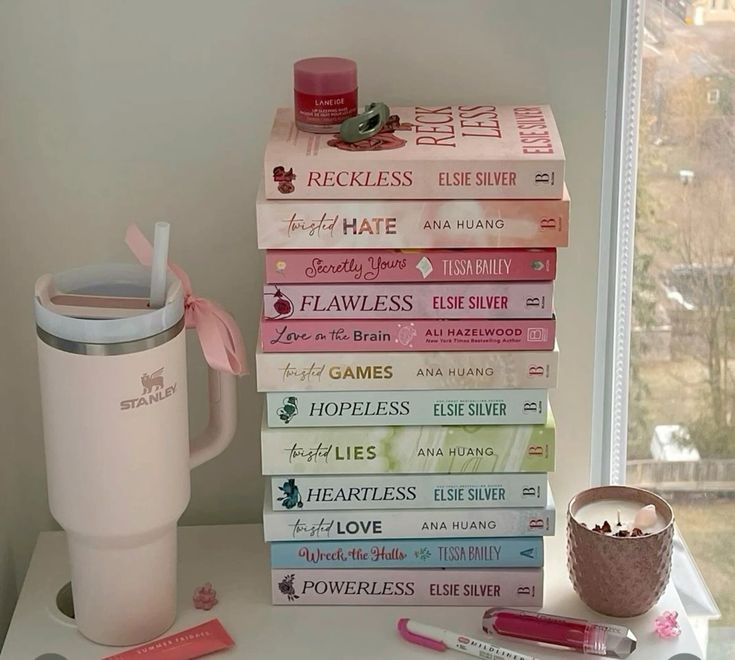 LANEIGE
LIP SLEEPING MASK
RECK
LESS
ELSIE SILVER
RECKLESS ELSIE SILVER B
twisted HATE ANA HUANG B
Secretly Yours TESSA BAILEY
FLAWLESS ELSIE SILVER B
Love on the Brain ALI HAZELWOOD
New York Times Bestselling Author
twisted GAMES ANA HUANG B
HOPELESS ELSIE SILVER B
twisted LIES ANA HUANG B
HEARTLESS ELSIE SILVER B
twisted LOVE ANA HUANG B
Wreck the Halls TESSA BAILEY A
POWERLESS ELSIE SILVER B
STANLEY
SUMMER FRIDAYS
MILDLINER